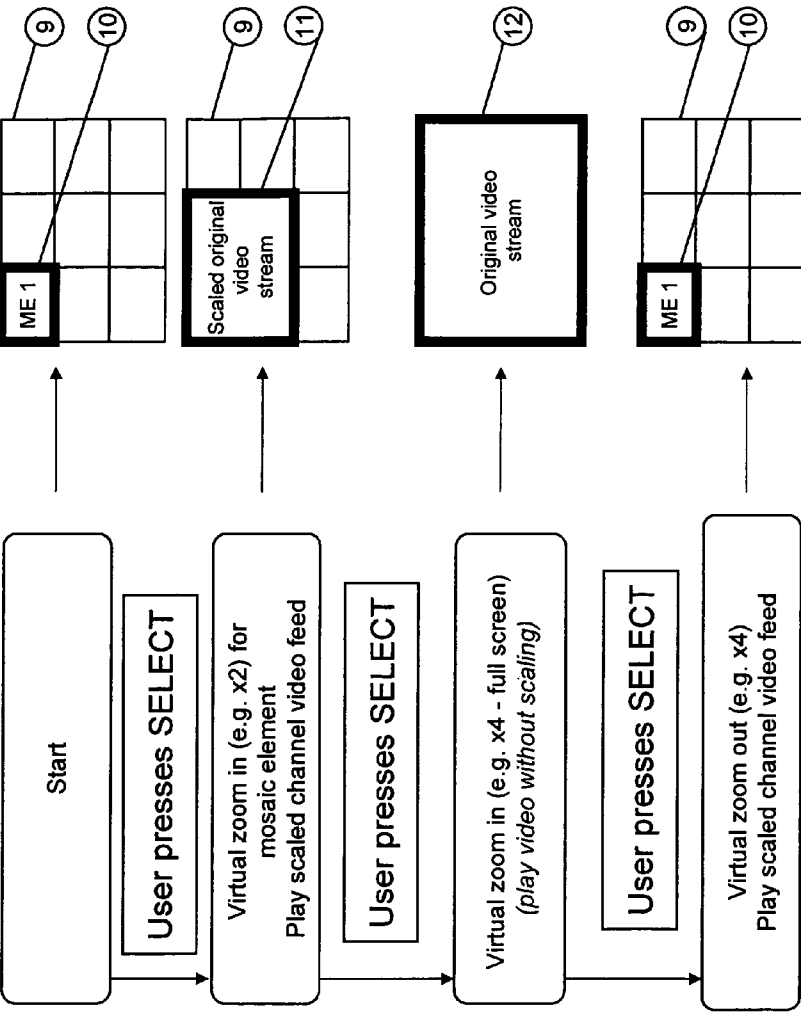 Start
ME 1
9
10
User presses SELECT
Virtual zoom in (e.g. x2) for
mosaic element
Play scaled channel video feed
Scaled original
video
stream
9
11
User presses SELECT
Virtual zoom in (e.g. x4 - full screen)
(play video without scaling)
Original video
stream
12
User presses SELECT
Virtual zoom out (e.g. x4)
Play scaled channel video feed
ME 1
9
10